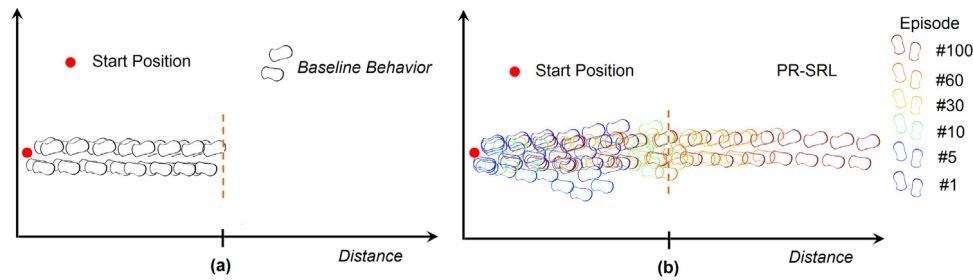 Start Position
Baseline Behavior
Distance
(a)
Start Position
PR-SRL
Distance
(b)
Episode
#100
#60
#30
#10
#5
#1